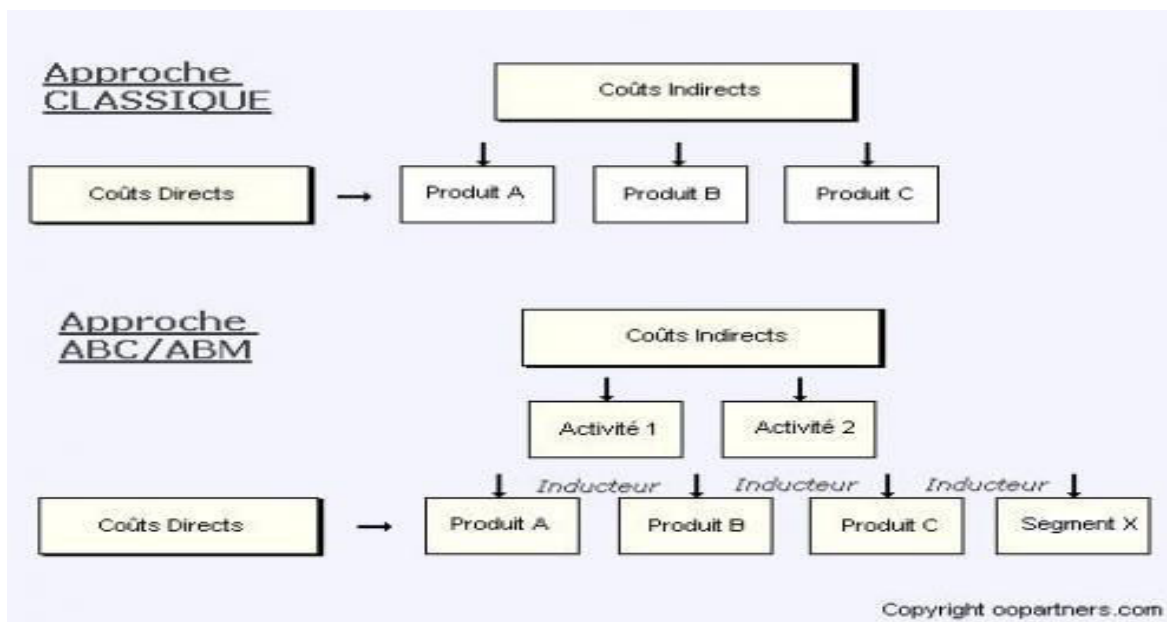 Approche
CLASSIQUE
Coûts Indirects
Coûts Directs
Produit A
Produit B
Produit C
Approche
ABC/ABM
Coûts Indirects
Activité 1
Activité 2
Inducteur
Inducteur
Inducteur
Coûts Directs
Produit A
Produit B
Produit C
Segment X
Copyright oopartners.com